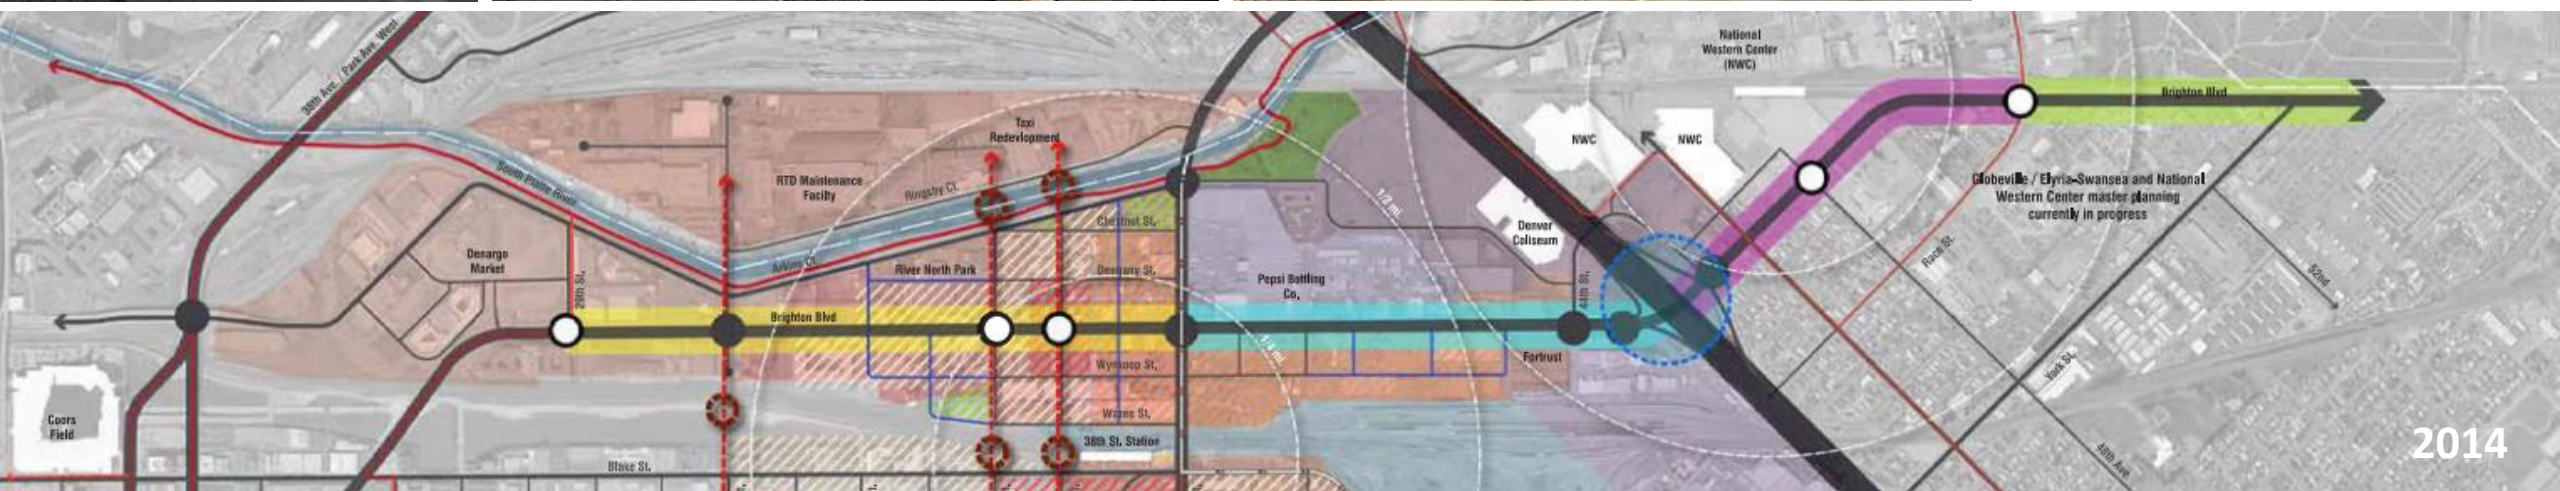 38th Ave. / Park Ave. West
National
Western Center
(NWC)
Brighton Blvd
Taxi
Redevlopment
NWC
NWC
South Platte River
RTD Maintenance
Facilty
Ringsby Ct.
1/2 mi.
Globeville / Elyria-Swansea and National
Western Center master planning
currently in progress
Chestnut St.
Denver
Coliseum
Denargo
Market
Arkins Ct.
River North Park
Delgany St.
Pepsi Bottling
Co,
29th St.
44th St.
Race St.
52nd
Brighton Blvd
1/4 mi.
Wynkoop St.
Fortrust
York St.
Coors
Field
Wazee St.
38th St. Station
Blake St.
48th Ave
2014